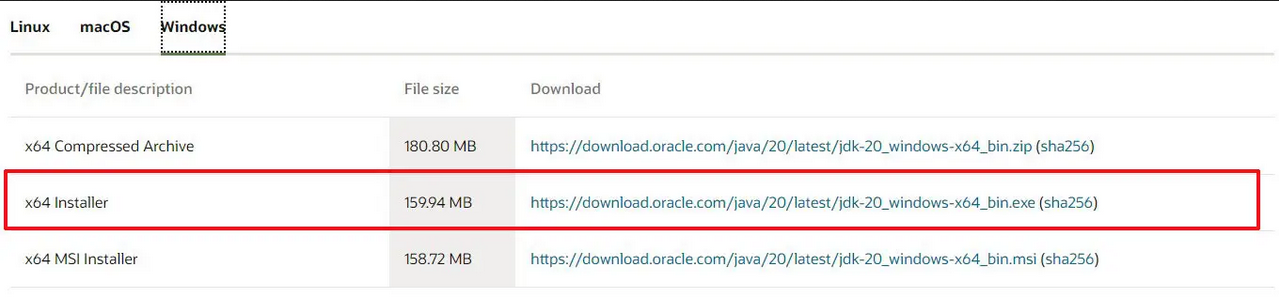 Linux macOS Windows
Product/file description File size Download
x64 Compressed Archive 180.80 MB https://download.oracle.com/java/20/latest/jdk-20_windows-x64_bin.zip (sha256)
x64 Installer 159.94 MB https://download.oracle.com/java/20/latest/jdk-20_windows-x64_bin.exe (sha256)
x64 MSI Installer 158.72 MB https://download.oracle.com/java/20/latest/jdk-20_windows-x64_bin.msi (sha256)